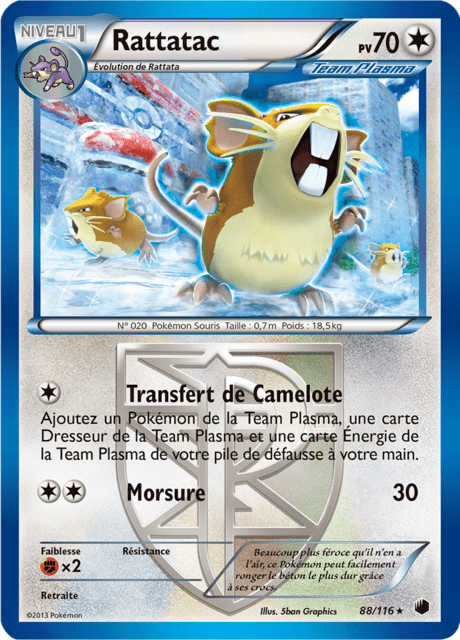 NIVEAU 1
Rattatac
PV 70
Évolution de Rattata
Team Plasma
N° 020 Pokémon Souris Taille : 0,7m Poids : 18,5kg
Transfert de Camelote
Ajoutez un Pokémon de la Team Plasma, une carte
Dresseur de la Team Plasma et une carte Énergie de
la Team Plasma de votre pile de défausse à votre main.
Morsure 30
Faiblesse Résistance
×2
Retraite
Beaucoup plus féroce qu'il n'en a
l'air, ce Pokémon peut facilement
ronger le béton le plus dur grâce
à ses crocs.
©2013 Pokémon
Illus. 5ban Graphics
88/116 ★